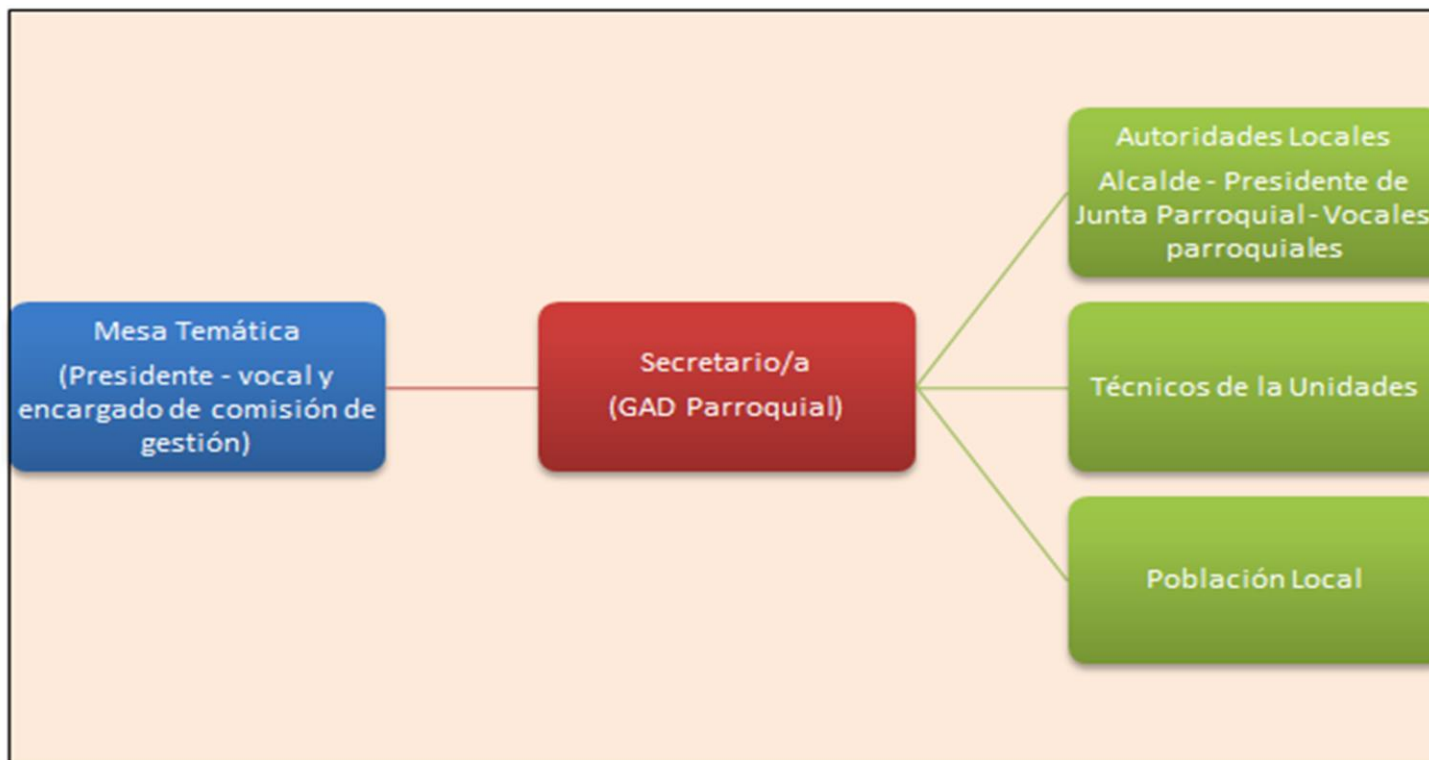 Mesa Temática
(Presidente - vocal y
encargado de comisión de
gestión)
Secretario/a
(GAD Parroquial)
Autoridades Locales
Alcalde - Presidente de
Junta Parroquial - Vocales
parroquiales
Técnicos de la Unidades
Población Local